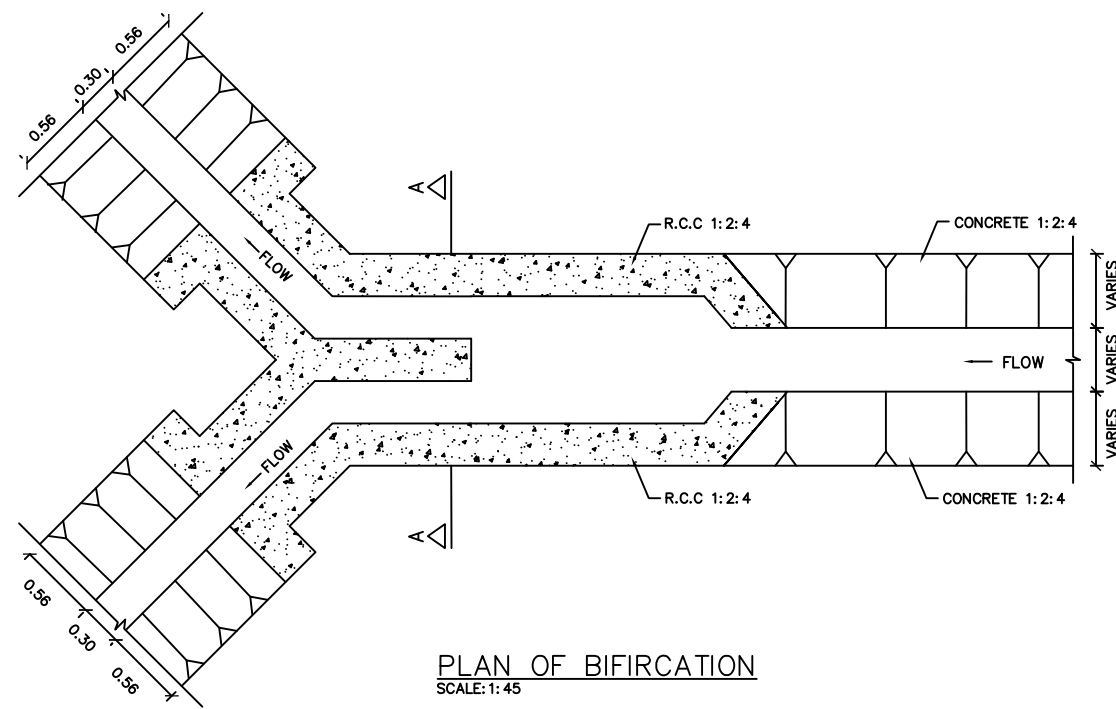 0.56
0.30
0.56
A
R.C.C 1:2:4
CONCRETE 1:2:4
FLOW
VARIES
VARIES
VARIES
FLOW
FLOW
R.C.C 1:2:4
CONCRETE 1:2:4
A
0.56
0.30
0.56
PLAN OF BIFIRCATION
SCALE:1:45